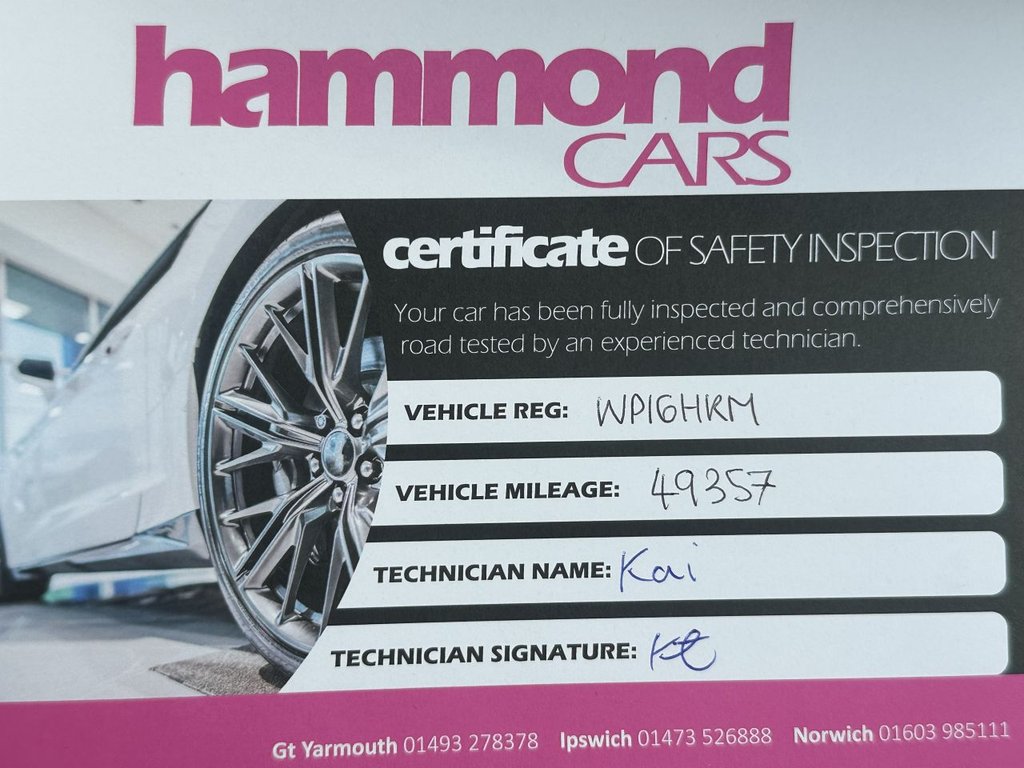 hammond
CARS
certificate OF SAFETY INSPECTION
Your car has been fully inspected and comprehensively
road tested by an experienced technician.
VEHICLE REG: WP16HKM
VEHICLE MILEAGE: 49357
TECHNICIAN NAME: Kai
TECHNICIAN SIGNATURE:
Gt Yarmouth 01493 278378 Ipswich 01473 526888 Norwich 01603 985111